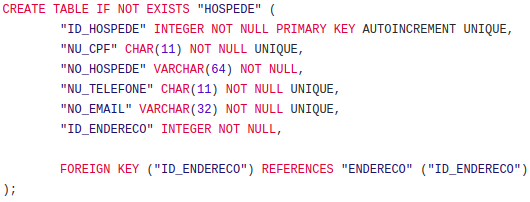 CREATE TABLE IF NOT EXISTS "HOSPEDE" (
"ID_HOSPEDE" INTEGER NOT NULL PRIMARY KEY AUTOINCREMENT UNIQUE,
"NU_CPF" CHAR(11) NOT NULL UNIQUE,
"NO_HOSPEDE" VARCHAR(64) NOT NULL,
"NU_TELEFONE" CHAR(11) NOT NULL UNIQUE,
"NO_EMAIL" VARCHAR(32) NOT NULL UNIQUE,
"ID_ENDERECO" INTEGER NOT NULL,
FOREIGN KEY ("ID_ENDERECO") REFERENCES "ENDERECO" ("ID_ENDERECO")
);